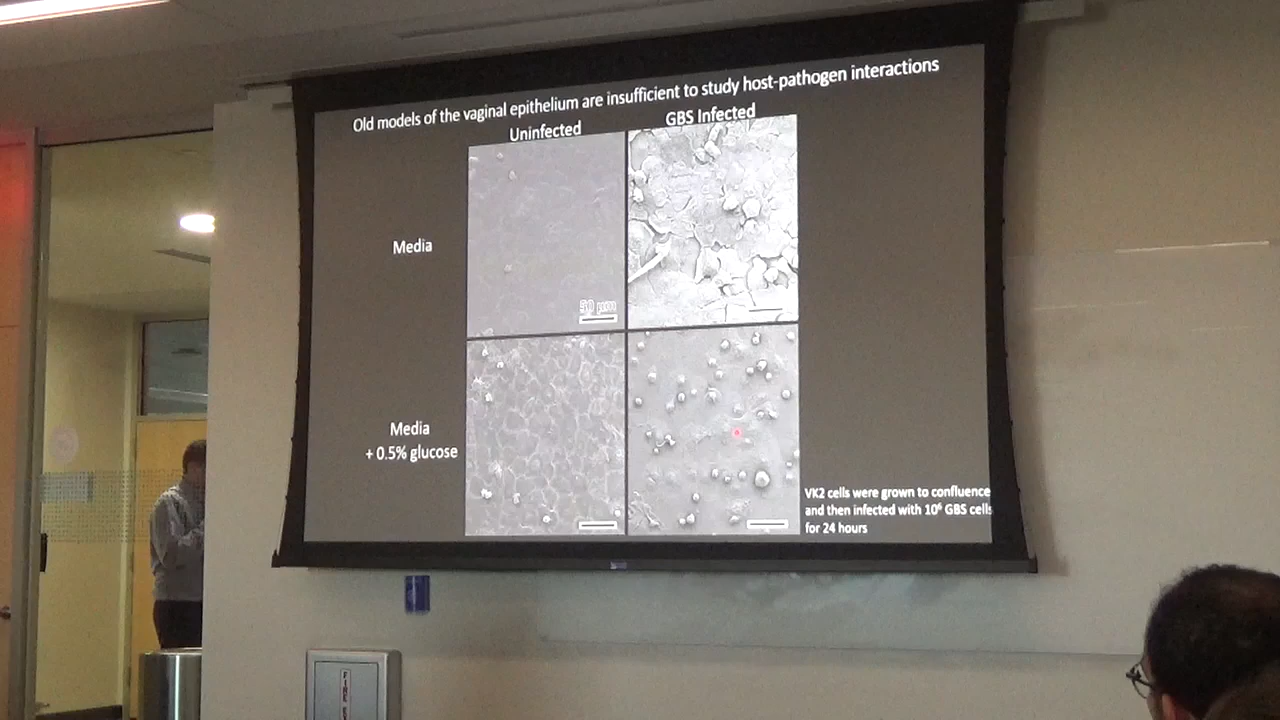 Old models of the vaginal epithelium are insufficient to study host-pathogen interactions
Uninfected
GBS Infected
Media
50 μm
Media
+ 0.5% glucose
VK2 cells were grown to confluence
and then infected with 10⁶ GBS cells
for 24 hours
FIRE